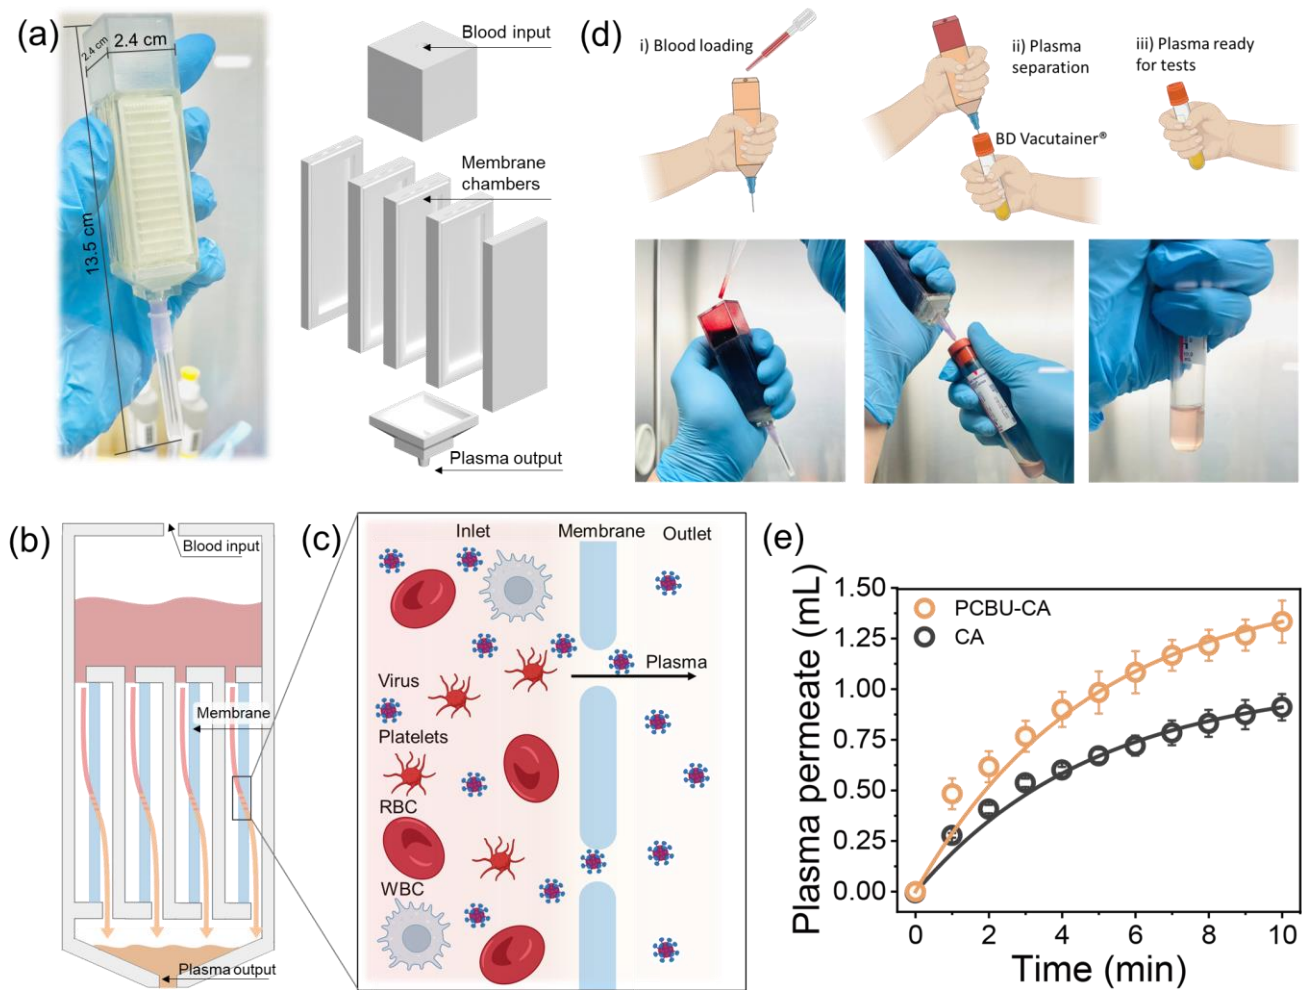 (a)
2.4 cm
2.4 cm
13.5 cm
Blood input
Membrane
chambers
Plasma output
(d)
i) Blood loading
ii) Plasma
separation
iii) Plasma ready
for tests
BD Vacutainer®
(b)
Blood input
Membrane
Plasma output
(c)
Inlet
Membrane
Outlet
Plasma
Virus
Platelets
RBC
WBC
(e)
Plasma permeate (mL)
1.50
1.25
1.00
0.75
0.50
0.25
0.00
PCBU-CA
CA
0 2 4 6 8 10
Time (min)